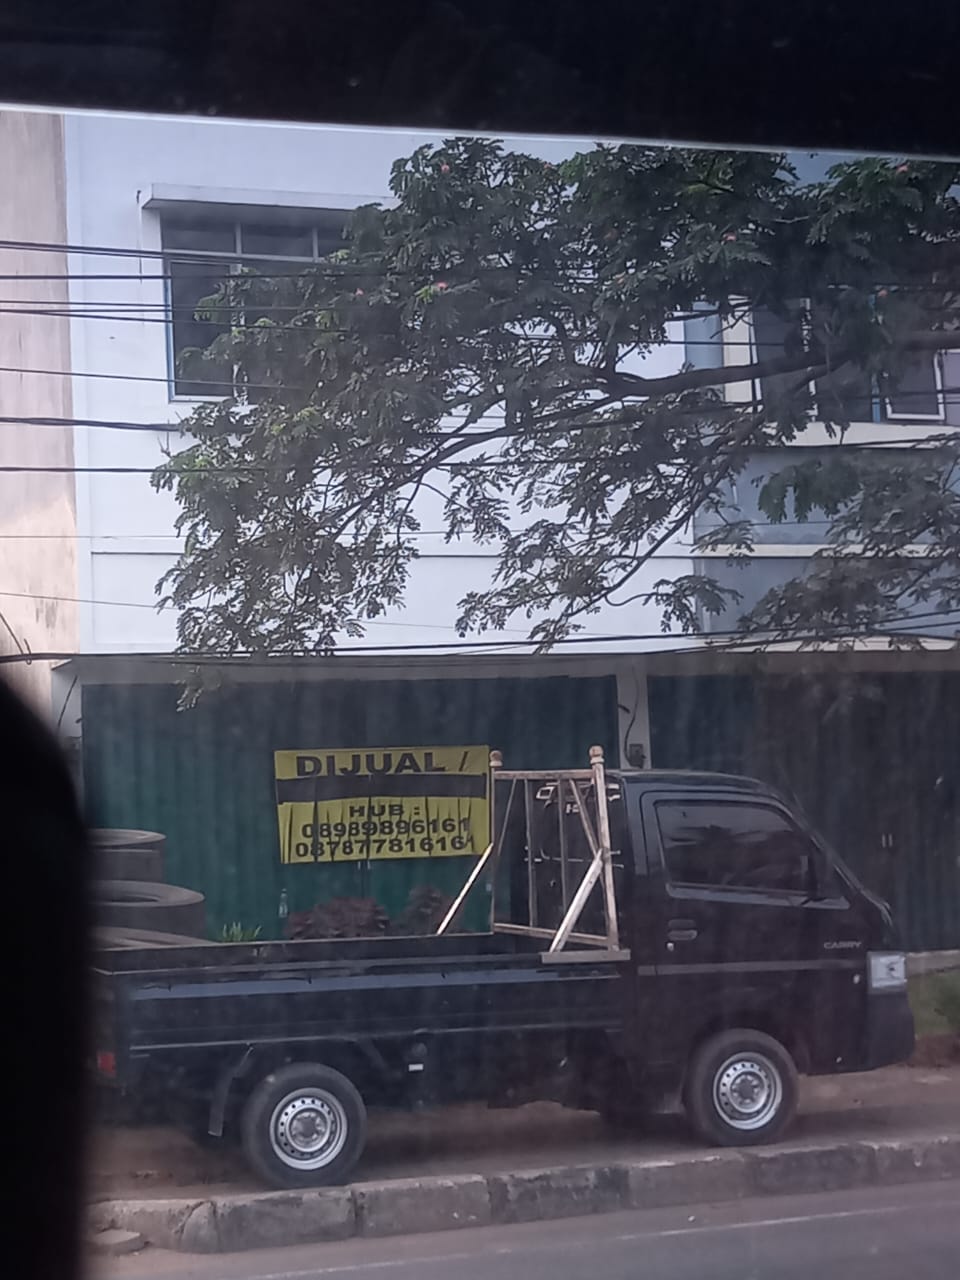 DIJUAL /
HUB :
08989896161
087877816161
CARRY